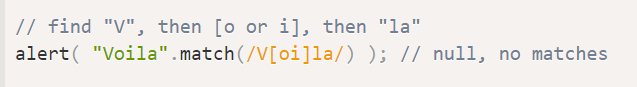 // find "V", then [o or i], then "la"
alert( "Voila".match(/V[oi]la/) ); // null, no matches